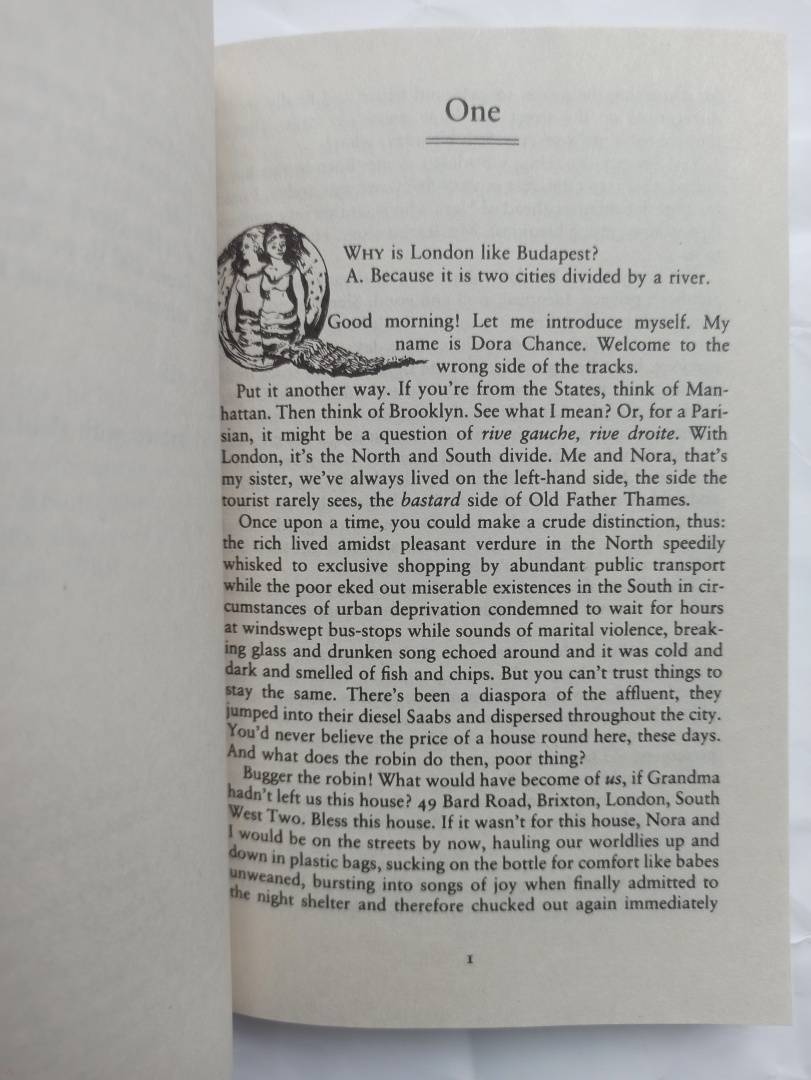 One
Q WHY is London like Budapest?
A. Because it is two cities divided by a river.
Good morning! Let me introduce myself. My
name is Dora Chance. Welcome to the
wrong side of the tracks.
Put it another way. If you're from the States, think of Man-
hattan. Then think of Brooklyn. See what I mean? Or, for a Pari-
sian, it might be a question of rive gauche, rive droite. With
London, it's the North and South divide. Me and Nora, that's
my sister, we've always lived on the left-hand side, the side the
tourist rarely sees, the bastard side of Old Father Thames.
Once upon a time, you could make a crude distinction, thus:
the rich lived amidst pleasant verdure in the North speedily
whisked to exclusive shopping by abundant public transport
while the poor eked out miserable existences in the South in cir-
cumstances of urban deprivation condemned to wait for hours
at windswept bus-stops while sounds of marital violence, break-
ing glass and drunken song echoed around and it was cold and
dark and smelled of fish and chips. But you can't trust things to
stay the same. There's been a diaspora of the affluent, they
jumped into their diesel Saabs and dispersed throughout the city.
You'd never believe the price of a house round here, these days.
And what does the robin do then, poor thing?
Bugger the robin! What would have become of us, if Grandma
hadn't left us this house? 49 Bard Road, Brixton, London, South
West Two. Bless this house. If it wasn't for this house, Nora and
I would be on the streets by now, hauling our worldlies up and
down in plastic bags, sucking on the bottle for comfort like babes
unweaned, bursting into songs of joy when finally admitted to
the night shelter and therefore chucked out again immediately
1